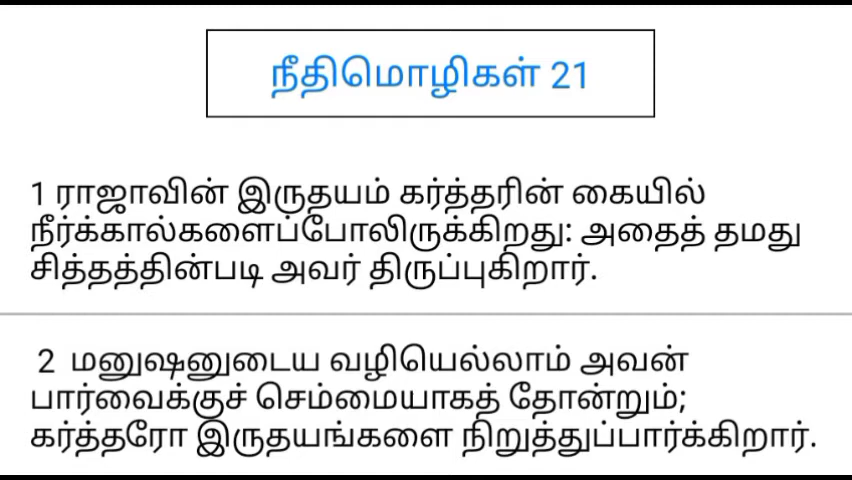 நீதிமொழிகள் 21
1 ராஜாவின் இருதயம் கர்த்தரின் கையில்
நீர்க்கால்களைப்போலிருக்கிறது: அதைத் தமது
சித்தத்தின்படி அவர் திருப்புகிறார்.
2 மனுஷனுடைய வழியெல்லாம் அவன்
பார்வைக்குச் செம்மையாகத் தோன்றும்;
கர்த்தரோ இருதயங்களை நிறுத்துப்பார்க்கிறார்.